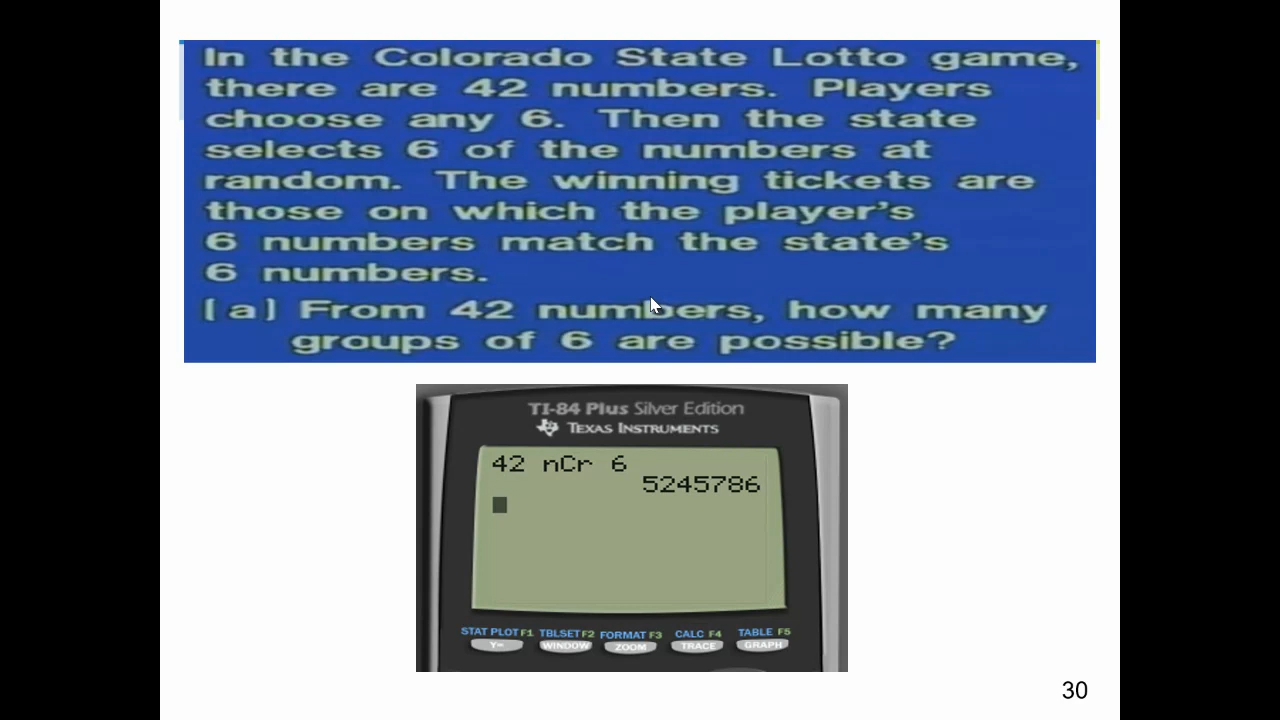 In the Colorado State Lotto game,
there are 42 numbers. Players
choose any 6. Then the state
selects 6 of the numbers at
random. The winning tickets are
those on which the player's
6 numbers match the state's
6 numbers.
[a] From 42 numbers, how many
groups of 6 are possible?
TI-84 Plus Silver Edition
TEXAS INSTRUMENTS
42 nCr 6
5245786
STAT PLOT F1 TBLSET F2 FORMAT F3 CALC F4 TABLE F5
Y= WINDOW ZOOM TRACE GRAPH
30